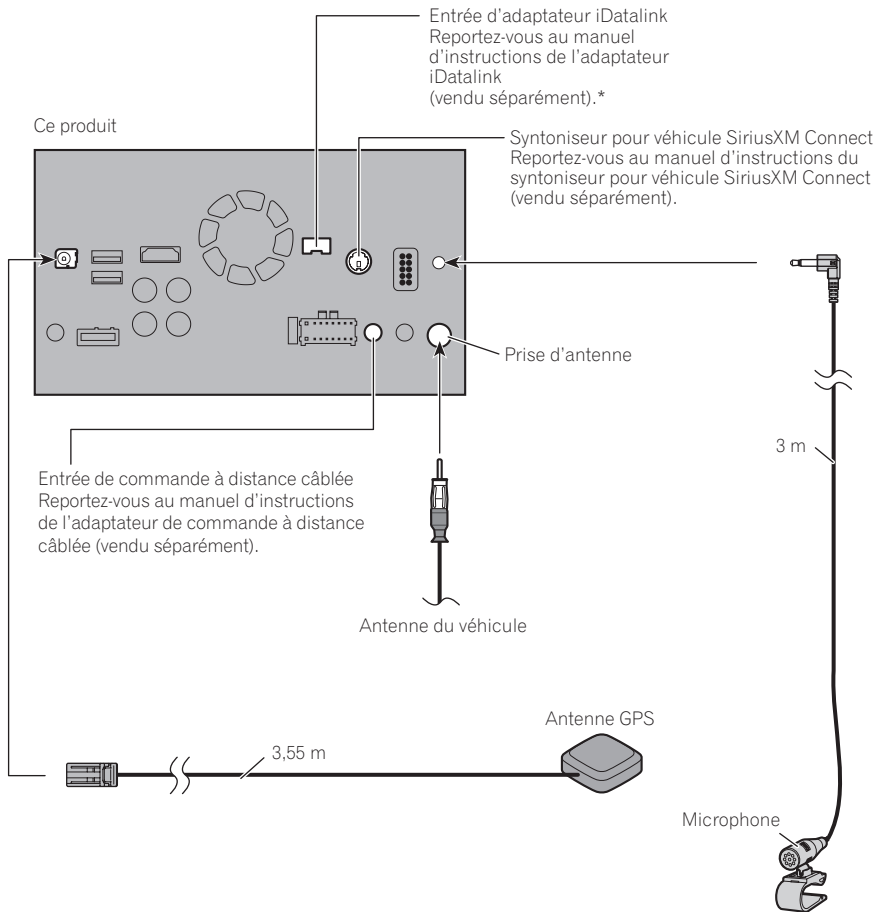 Entrée d'adaptateur iDatalink
Reportez-vous au manuel
d'instructions de l'adaptateur
iDatalink
(vendu séparément).*
Ce produit
Syntoniseur pour véhicule SiriusXM Connect
Reportez-vous au manuel d'instructions du
syntoniseur pour véhicule SiriusXM Connect
(vendu séparément).
Prise d'antenne
3 m
Entrée de commande à distance câblée
Reportez-vous au manuel d'instructions
de l'adaptateur de commande à distance
câblée (vendu séparément).
Antenne du véhicule
Antenne GPS
3,55 m
Microphone